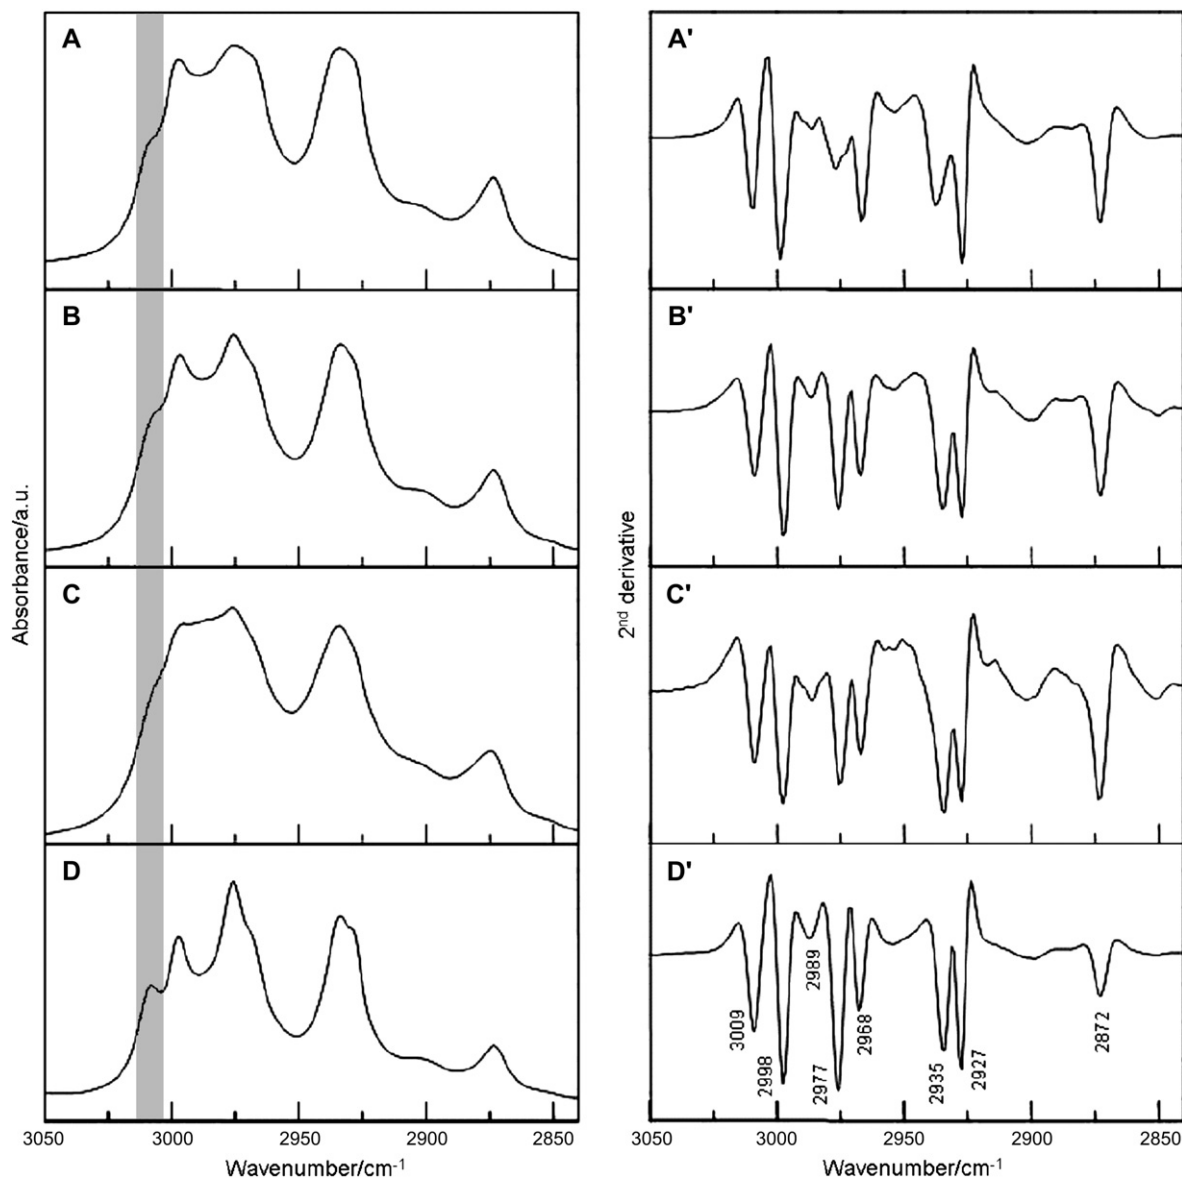 A
A'
B
B'
C
C'
D
D'
Absorbance/a.u.
2nd derivative
3009
2998
2989
2977
2968
2935
2927
2872
3050
3000
2950
2900
2850
3050
3000
2950
2900
2850
Wavenumber/cm-1
Wavenumber/cm-1